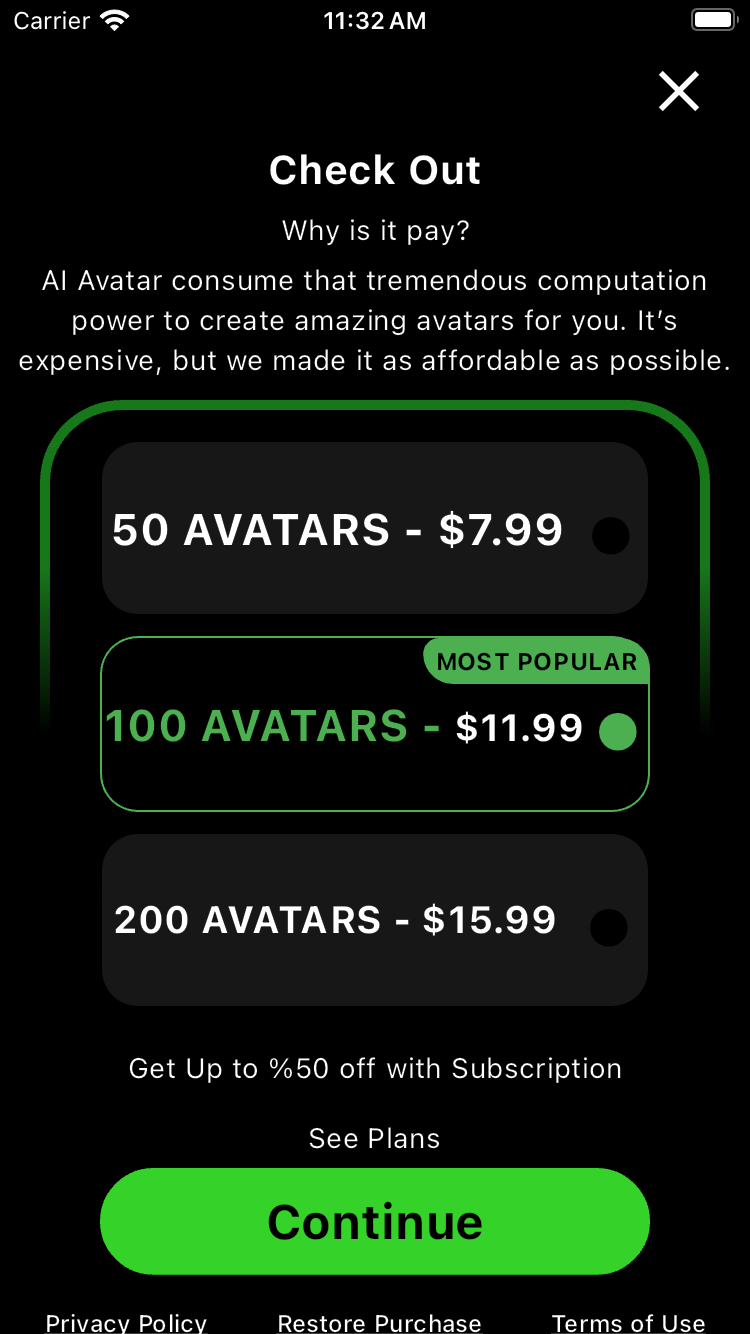 Carrier
11:32 AM
Check Out
Why is it pay?
AI Avatar consume that tremendous computation
power to create amazing avatars for you. It’s
expensive, but we made it as affordable as possible.
50 AVATARS - $7.99
MOST POPULAR
100 AVATARS - $11.99
200 AVATARS - $15.99
Get Up to %50 off with Subscription
See Plans
Continue
Privacy Policy
Restore Purchase
Terms of Use